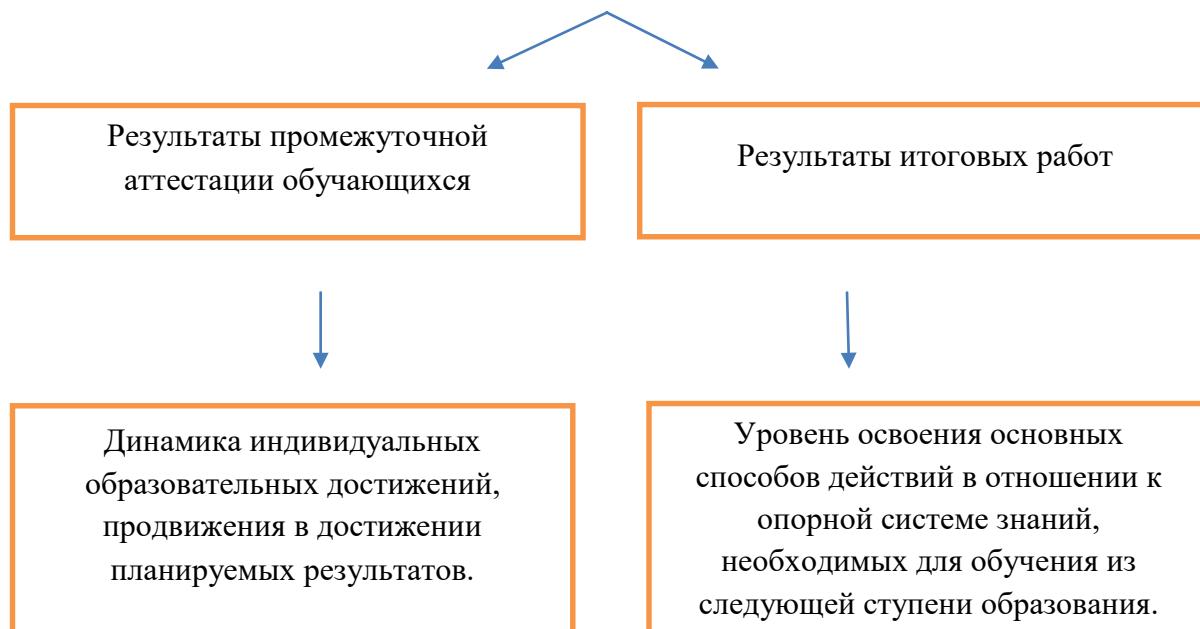 Результаты промежуточной
аттестации обучающихся
Результаты итоговых работ
Динамика индивидуальных
образовательных достижений,
продвижения в достижении
планируемых результатов.
Уровень освоения основных
способов действий в отношении к
опорной системе знаний,
необходимых для обучения из
следующей ступени образования.